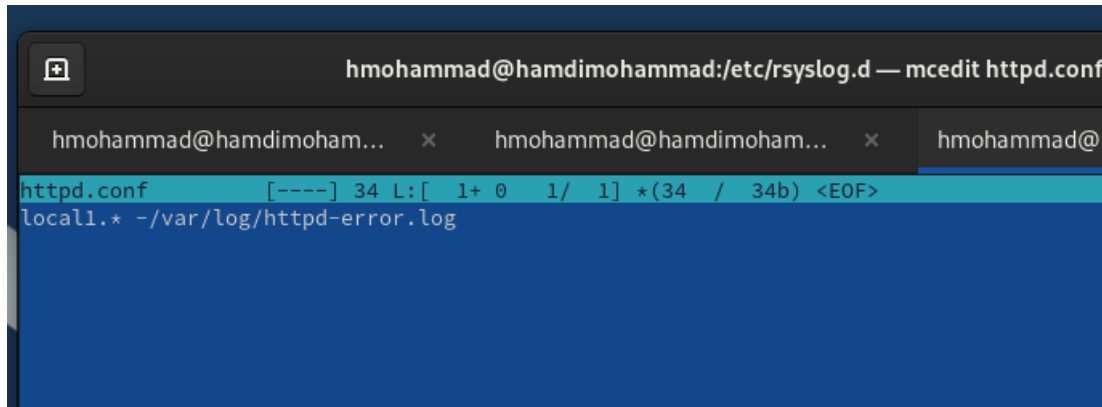 hmohammad@hamdimohammad:/etc/rsyslog.d — mcedit httpd.conf
hmohammad@hamdimoham... × hmohammad@hamdimoham... × hmohammad@
httpd.conf [----] 34 L:[ 1+ 0 1/ 1] *(34 / 34b) <EOF>
local1.* -/var/log/httpd-error.log